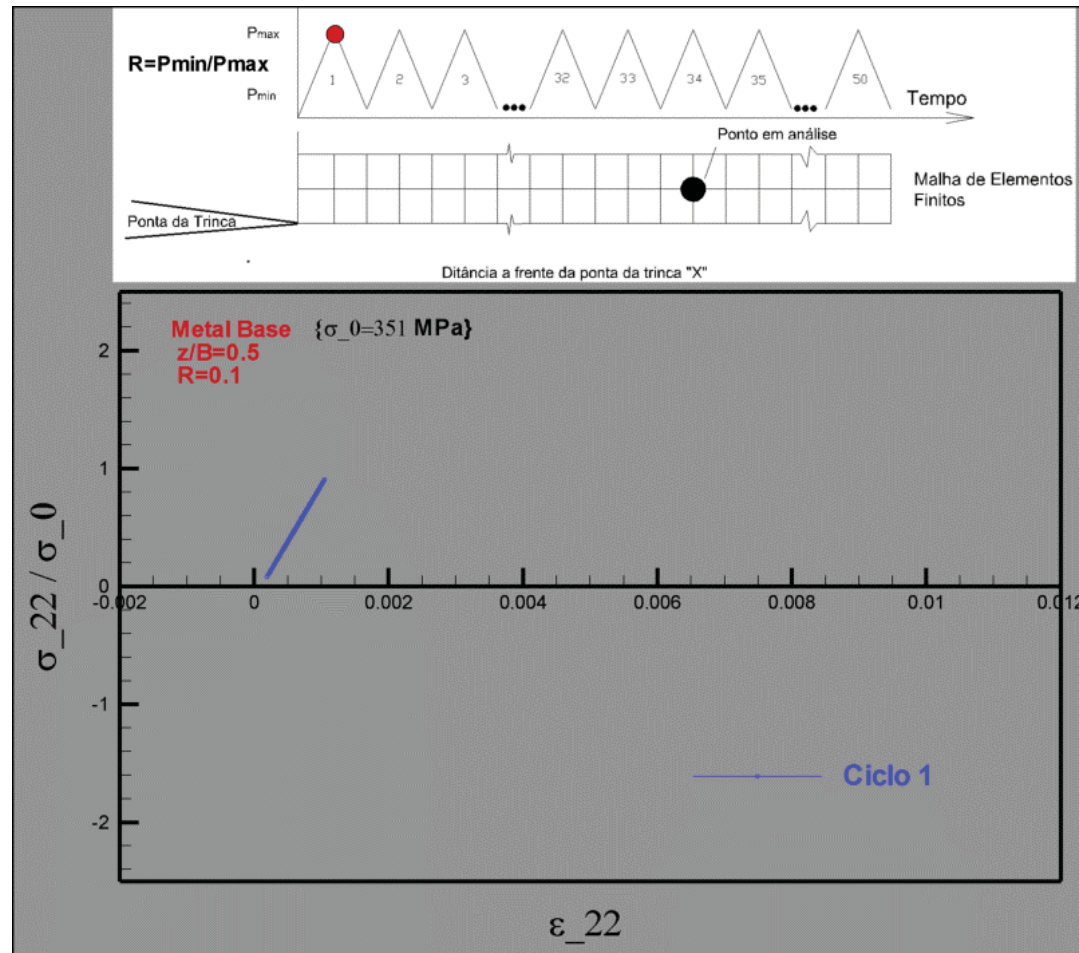 Pmax
R=Pmin/Pmax
1 2 3 32 33 34 35 50
Pmin
Tempo
Ponto em análise
Malha de Elementos
Finitos
Ponta da Trinca
Ditância a frente da ponta da trinca "X"
Metal Base {σ_0=351 MPa}
z/B=0.5
R=0.1
2
1
0
-0.002 0 0.002 0.004 0.006 0.008 0.01 0.012
σ_22 / σ_0
-1
Ciclo 1
-2
ε_22